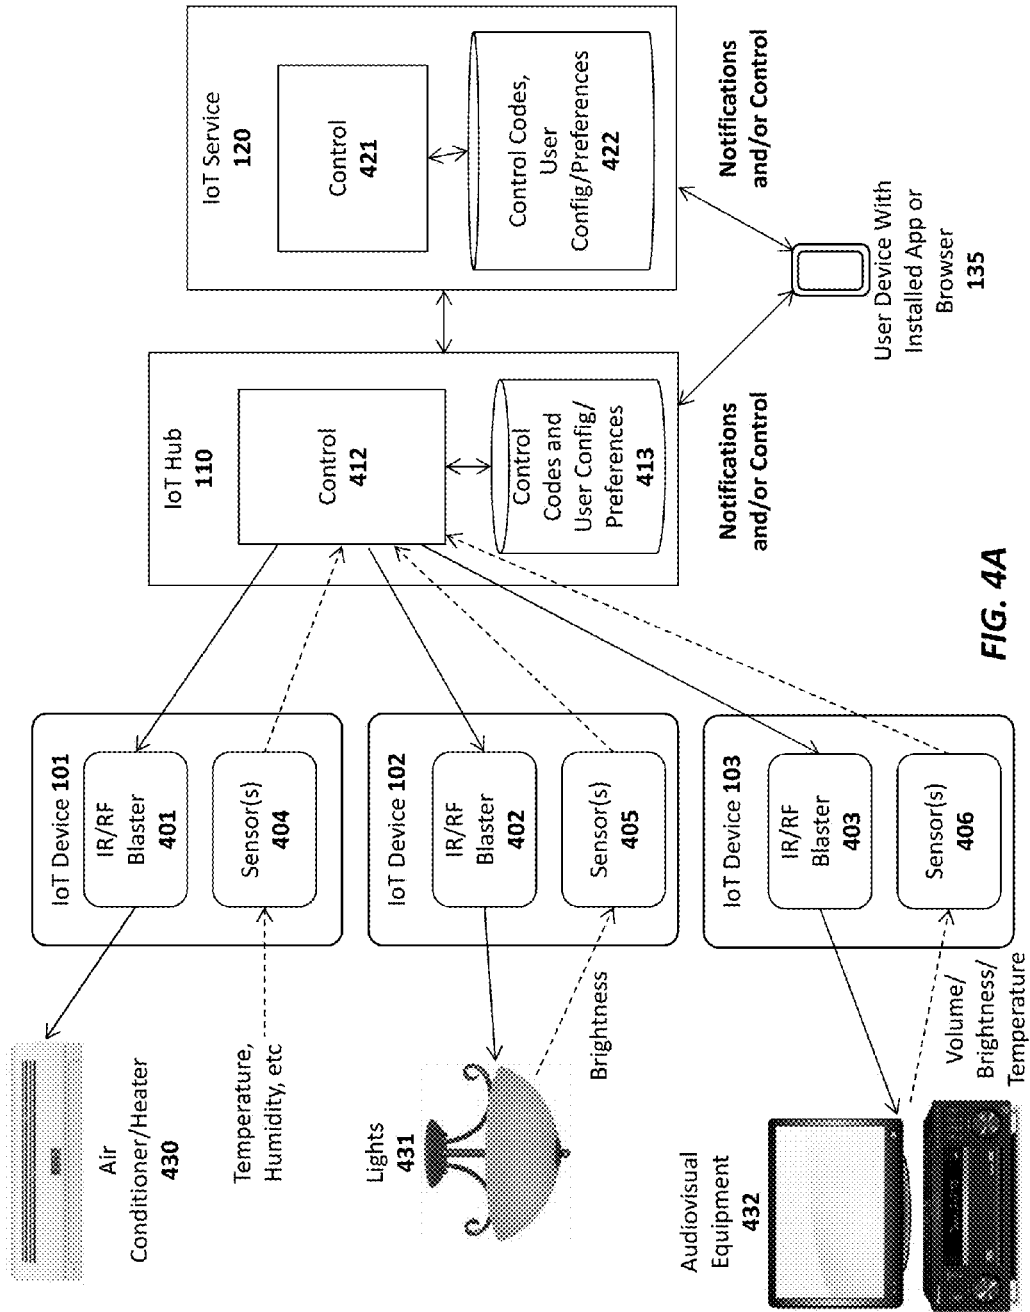 Air
Conditioner/Heater
430
Temperature,
Humidity, etc
Lights
431
Brightness
Audiovisual
Equipment
432
Volume/
Brightness/
Temperature
IoT Device 101
IR/RF
Blaster
401
Sensor(s)
404
IoT Device 102
IR/RF
Blaster
402
Sensor(s)
405
IoT Device 103
IR/RF
Blaster
403
Sensor(s)
406
IoT Hub
110
Control
412
Control
Codes and
User Config/
Preferences
413
Notifications
and/or Control
IoT Service
120
Control
421
Control Codes,
User
Config/Preferences
422
Notifications
and/or Control
User Device With
Installed App or
Browser
135
FIG. 4A